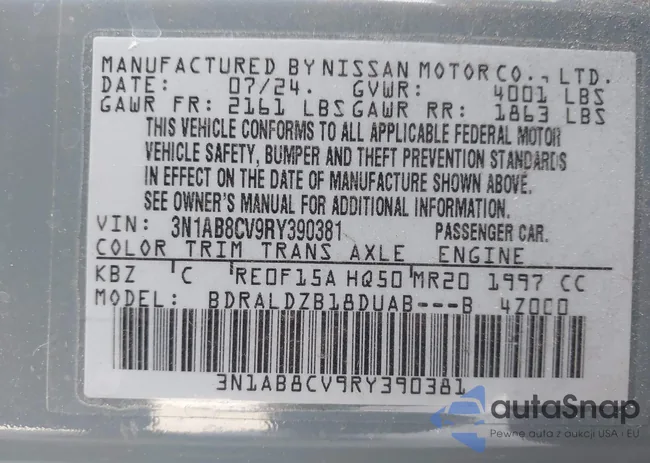 MANUFACTURED BY NISSAN MOTOR CO., LTD.
DATE: 07/24. GVWR: 4001 LBS
GAWR FR: 2161 LBS GAWR RR: 1863 LBS
THIS VEHICLE CONFORMS TO ALL APPLICABLE FEDERAL MOTOR
VEHICLE SAFETY, BUMPER AND THEFT PREVENTION STANDARDS
IN EFFECT ON THE DATE OF MANUFACTURE SHOWN ABOVE.
SEE OWNER'S MANUAL FOR ADDITIONAL INFORMATION.
VIN: 3N1AB8CV9RY390381 PASSENGER CAR.
COLOR TRIM TRANS AXLE ENGINE
KBZ C RE0F15A HQ50 MR20 1997 CC
MODEL: BDRALDZB18DUAB---B 4Z000
3N1AB8CV9RY390381
autaSnap
Pewne auta z aukcji USA - EU